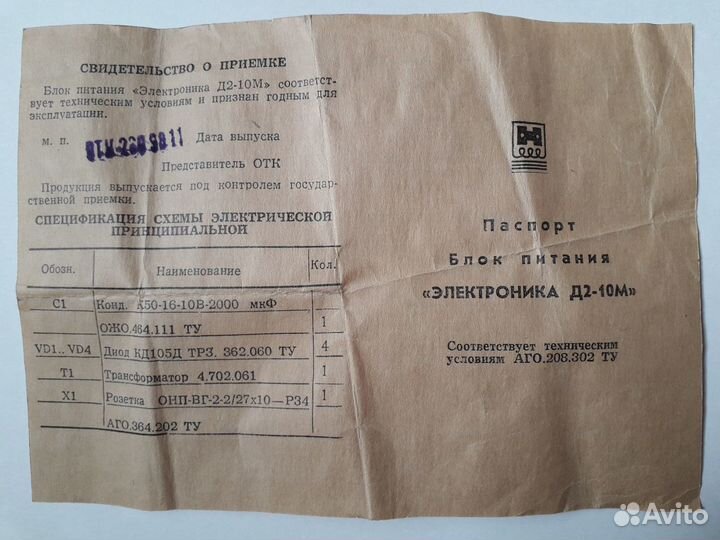 СВИДЕТЕЛЬСТВО О ПРИЕМКЕ
Блок питания «Электроника Д2-10М» соответст-
вует техническим условиям и признан годным для
эксплуатации.
м. п. Дата выпуска
Представитель ОТК
Продукция выпускается под контролем государ-
ственной приемки.
СПЕЦИФИКАЦИЯ СХЕМЫ ЭЛЕКТРИЧЕСКОЙ
ПРИНЦИПИАЛЬНОЙ
Обозн. Наименование Кол.
С1 Конд. К50-16-10В-2000 мкФ
ОЖО.464.111 ТУ 1
VD1.. VD4 Диод КД105Д ТРЗ. 362.060 ТУ 4
Т1 Трансформатор 4.702.061 1
X1 Розетка ОНП-ВГ-2-2/27х10—Р34 1
АГО.364.202 ТУ
Паспорт
Блок питания
«ЭЛЕКТРОНИКА Д2-10М»
Соответствует техническим
условиям АГО.208.302 ТУ
Avito